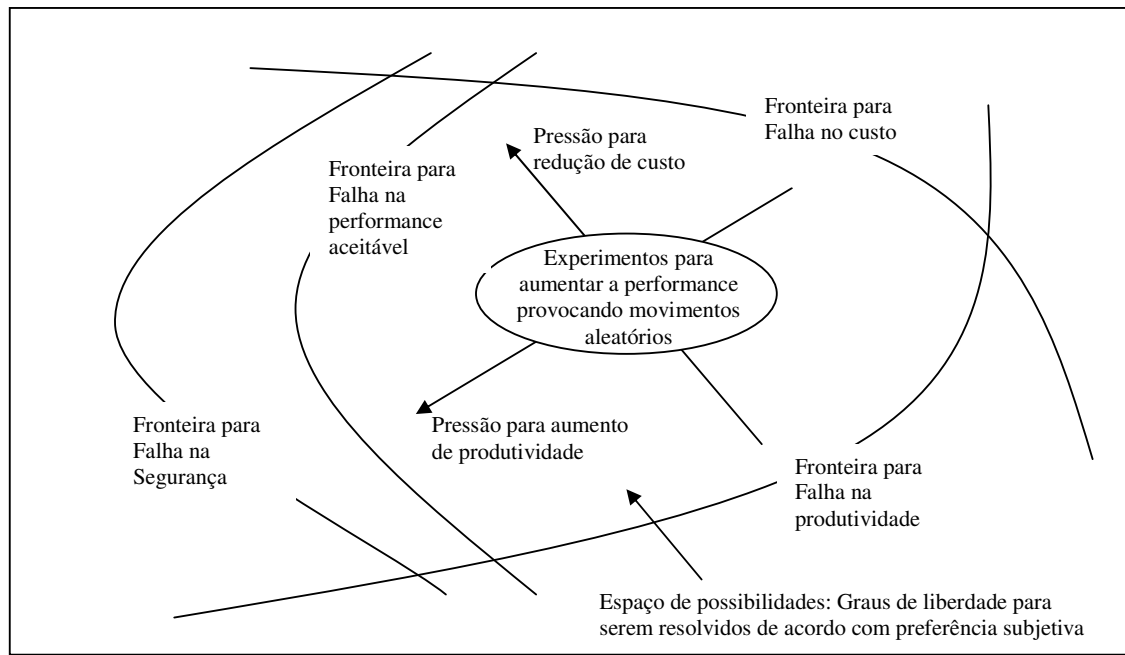 Fronteira para
Falha no custo
Pressão para
redução de custo
Fronteira para
Falha na
performance
aceitável
Experimentos para
aumentar a performance
provocando movimentos
aleatórios
Fronteira para
Falha na
Segurança
Pressão para aumento
de produtividade
Fronteira para
Falha na
produtividade
Espaço de possibilidades: Graus de liberdade para
serem resolvidos de acordo com preferência subjetiva